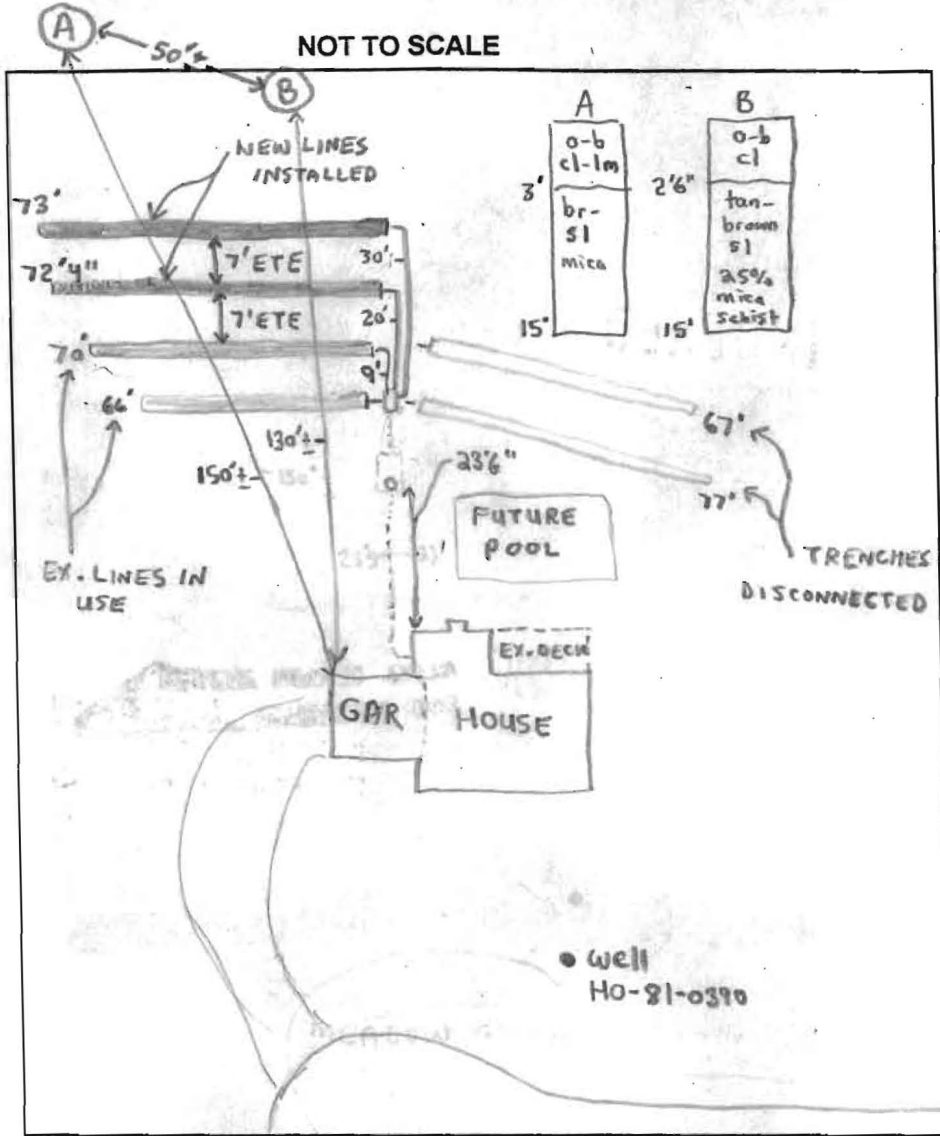 A
50'±
B
NOT TO SCALE
NEW LINES
INSTALLED
A
o-b
cl-lm
3'
br-
sl
mica
15'
B
o-b
cl
2'6"
tan-
brown
sl
25%
mica
schist
15'
73'
7' ETE
30'
72'4"
7' ETE
20'
70'
9'
66'
67'
77'
130'±
150'±
23'6"
FUTURE
POOL
EX. LINES IN
USE
TRENCHES
DISCONNECTED
EX. DECK
GAR
HOUSE
well
HO-81-0390